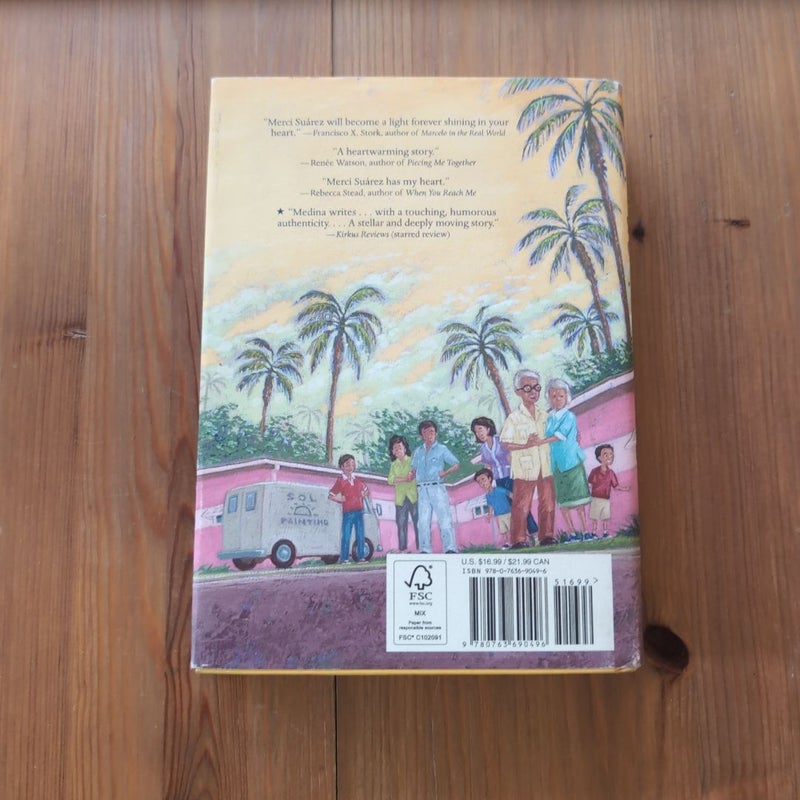 "Merci Suárez will become a light forever shining in your
heart." —Francisco X. Stork, author of Marcelo in the Real World
"A heartwarming story."
—Renée Watson, author of Piecing Me Together
"Merci Suárez has my heart."
—Rebecca Stead, author of When You Reach Me
★ "Medina writes . . . with a touching, humorous
authenticity. . . . A stellar and deeply moving story."
—Kirkus Reviews (starred review)
SOL
PAINTING
FSC
www.fsc.org
MIX
Paper from
responsible sources
FSC® C102091
U.S. $16.99 / $21.99 CAN
ISBN 978-0-7636-9049-6
51699>
9 780763 690496